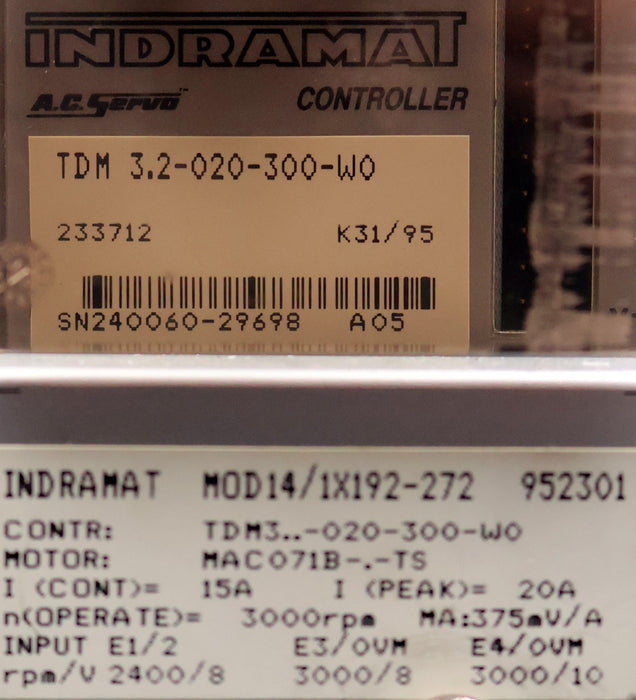 INDRAMAT
A.C. Servo™ CONTROLLER
TDM 3.2-020-300-W0
233712 K31/95
SN240060-29698 A05
INDRAMAT MOD14/1X192-272 952301
CONTR: TDM3..-020-300-W0
MOTOR: MAC071B-.-TS
I (CONT)= 15A I (PEAK)= 20A
n(OPERATE)= 3000rpm MA:375mV/A
INPUT E1/2 E3/0VM E4/0VM
rpm/V 2400/8 3000/8 3000/10